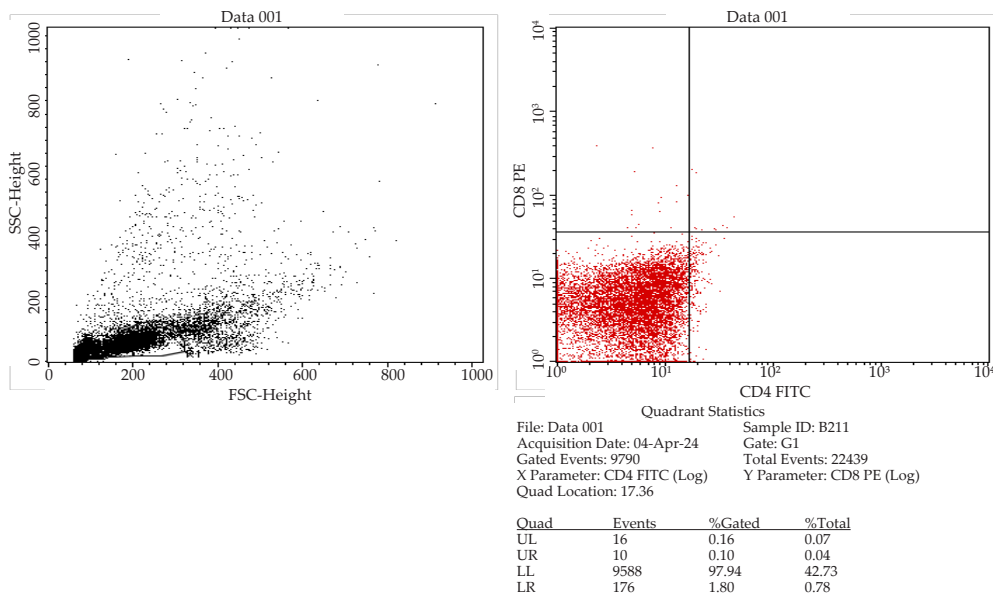 Data 001
SSC-Height
1000
800
600
400
200
0
R1
0 200 400 600 800 1000
FSC-Height
Data 001
CD8 PE
10⁴
10³
10²
10¹
10⁰
10⁰ 10¹ 10² 10³ 10⁴
CD4 FITC
Quadrant Statistics
File: Data 001 Sample ID: B211
Acquisition Date: 04-Apr-24 Gate: G1
Gated Events: 9790 Total Events: 22439
X Parameter: CD4 FITC (Log) Y Parameter: CD8 PE (Log)
Quad Location: 17.36
Quad Events %Gated %Total
UL 16 0.16 0.07
UR 10 0.10 0.04
LL 9588 97.94 42.73
LR 176 1.80 0.78